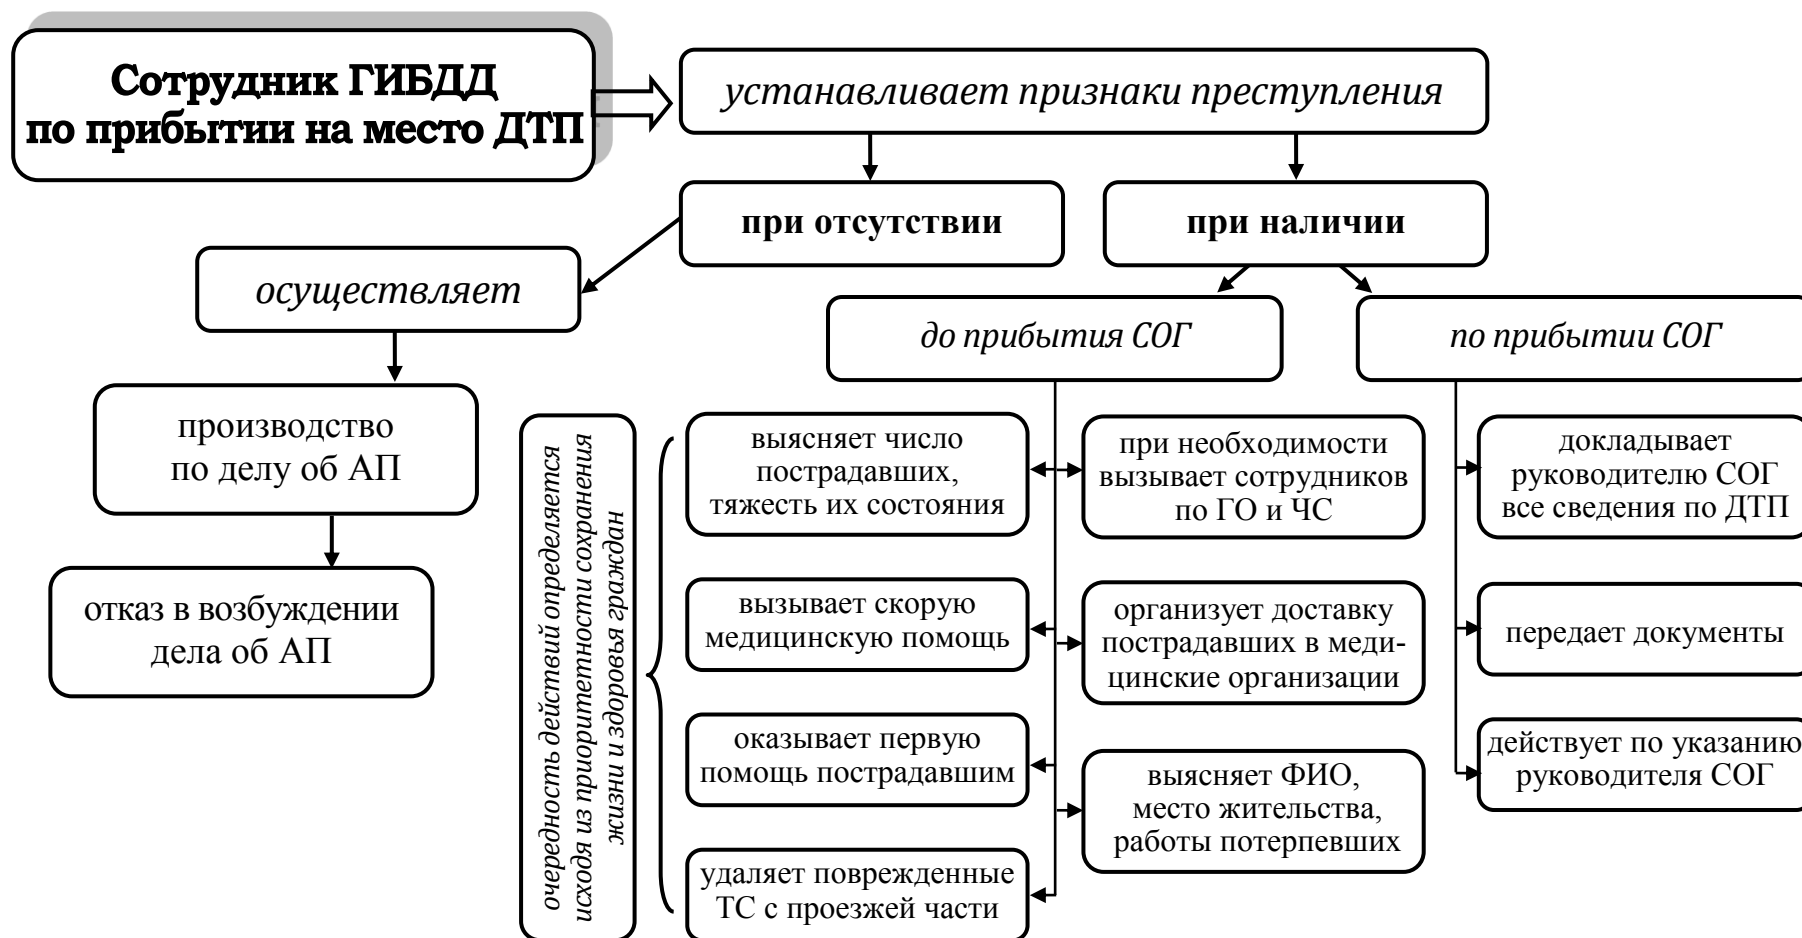 Сотрудник ГИБДД
по прибытии на место ДТП
устанавливает признаки преступления
при отсутствии
при наличии
осуществляет
до прибытия СОГ
по прибытии СОГ
производство
по делу об АП
отказ в возбуждении
дела об АП
очередность действий определяется
исходя из приоритетности сохранения
жизни и здоровья граждан
выясняет число
пострадавших,
тяжесть их состояния
вызывает скорую
медицинскую помощь
оказывает первую
помощь пострадавшим
удаляет поврежденные
ТС с проезжей части
при необходимости
вызывает сотрудников
по ГО и ЧС
организует доставку
пострадавших в меди-
цинские организации
выясняет ФИО,
место жительства,
работы потерпевших
докладывает
руководителю СОГ
все сведения по ДТП
передает документы
действует по указанию
руководителя СОГ